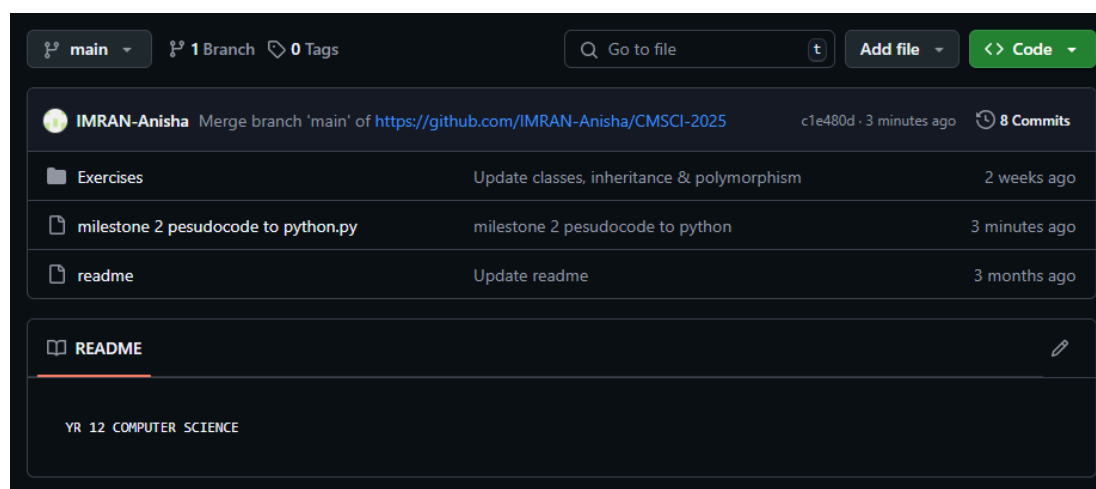 main 1 Branch 0 Tags Go to file t Add file <> Code
IMRAN-Anisha Merge branch 'main' of https://github.com/IMRAN-Anisha/CMSCI-2025 c1e480d · 3 minutes ago 8 Commits
Exercises Update classes, inheritance & polymorphism 2 weeks ago
milestone 2 pesudocode to python.py milestone 2 pesudocode to python 3 minutes ago
readme Update readme 3 months ago
README
YR 12 COMPUTER SCIENCE